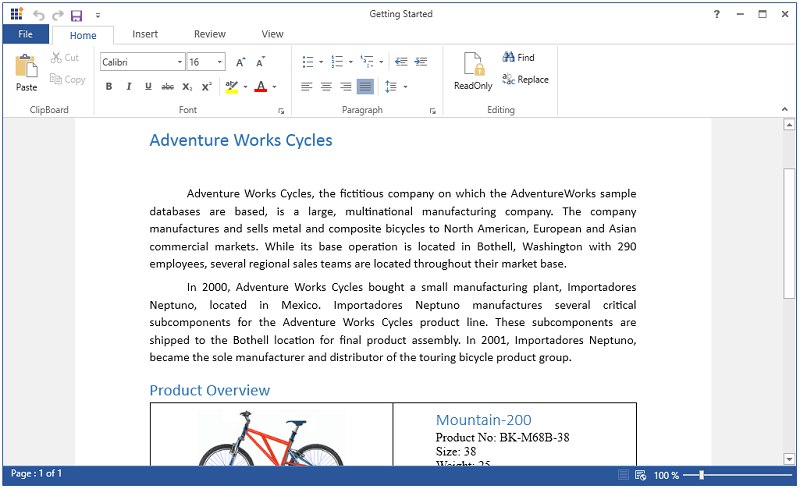 Getting Started
?
File Home Insert Review View
Paste
Cut
Copy
ClipBoard
Calibri 16 A A
B I U abc X2 X2 aby A
Font
Paragraph
ReadOnly
Find
Replace
Editing
Adventure Works Cycles
Adventure Works Cycles, the fictitious company on which the AdventureWorks sample
databases are based, is a large, multinational manufacturing company. The company
manufactures and sells metal and composite bicycles to North American, European and Asian
commercial markets. While its base operation is located in Bothell, Washington with 290
employees, several regional sales teams are located throughout their market base.
In 2000, Adventure Works Cycles bought a small manufacturing plant, Importadores
Neptuno, located in Mexico. Importadores Neptuno manufactures several critical
subcomponents for the Adventure Works Cycles product line. These subcomponents are
shipped to the Bothell location for final product assembly. In 2001, Importadores Neptuno,
became the sole manufacturer and distributor of the touring bicycle product group.
Product Overview
Mountain-200
Product No: BK-M68B-38
Size: 38
Weight: 25
Page : 1 of 1
100 %